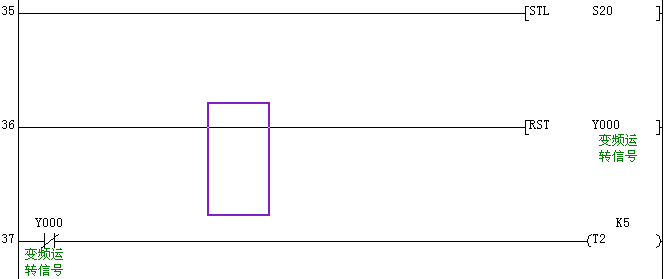 35 [STL S20 ]
36 [RST Y000 ]
变频运
转信号
Y000 K5
37 (T2 )
变频运
转信号